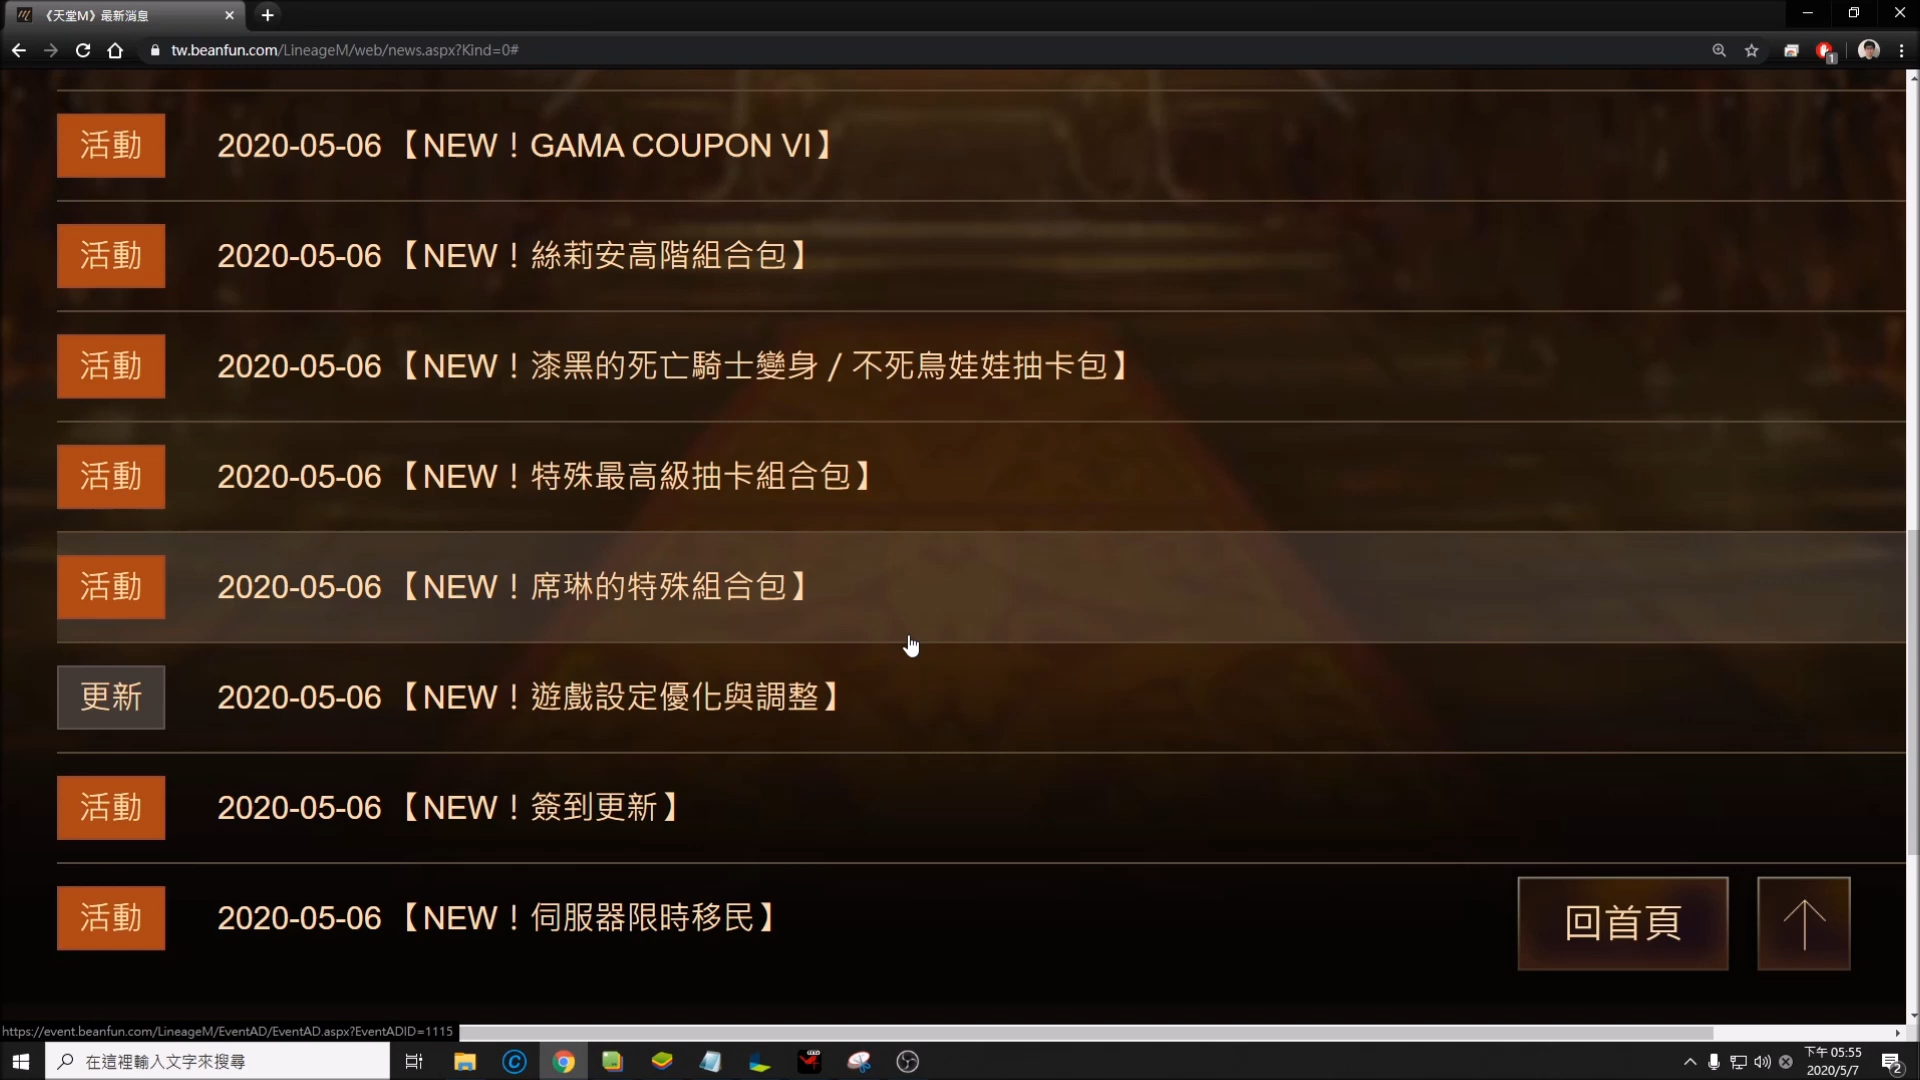 《天堂M》最新消息
tw.beanfun.com/LineageM/web/news.aspx?Kind=0#
1
活動 2020-05-06 【NEW！GAMA COUPON VI】
活動 2020-05-06 【NEW！絲莉安高階組合包】
活動 2020-05-06 【NEW！漆黑的死亡騎士變身 / 不死鳥娃娃抽卡包】
活動 2020-05-06 【NEW！特殊最高級抽卡組合包】
活動 2020-05-06 【NEW！席琳的特殊組合包】
更新 2020-05-06 【NEW！遊戲設定優化與調整】
活動 2020-05-06 【NEW！簽到更新】
活動 2020-05-06 【NEW！伺服器限時移民】
回首頁
https://event.beanfun.com/LineageM/EventAD/EventAD.aspx?EventADID=1115
在這裡輸入文字來搜尋
下午 05:55
2020/5/7
2